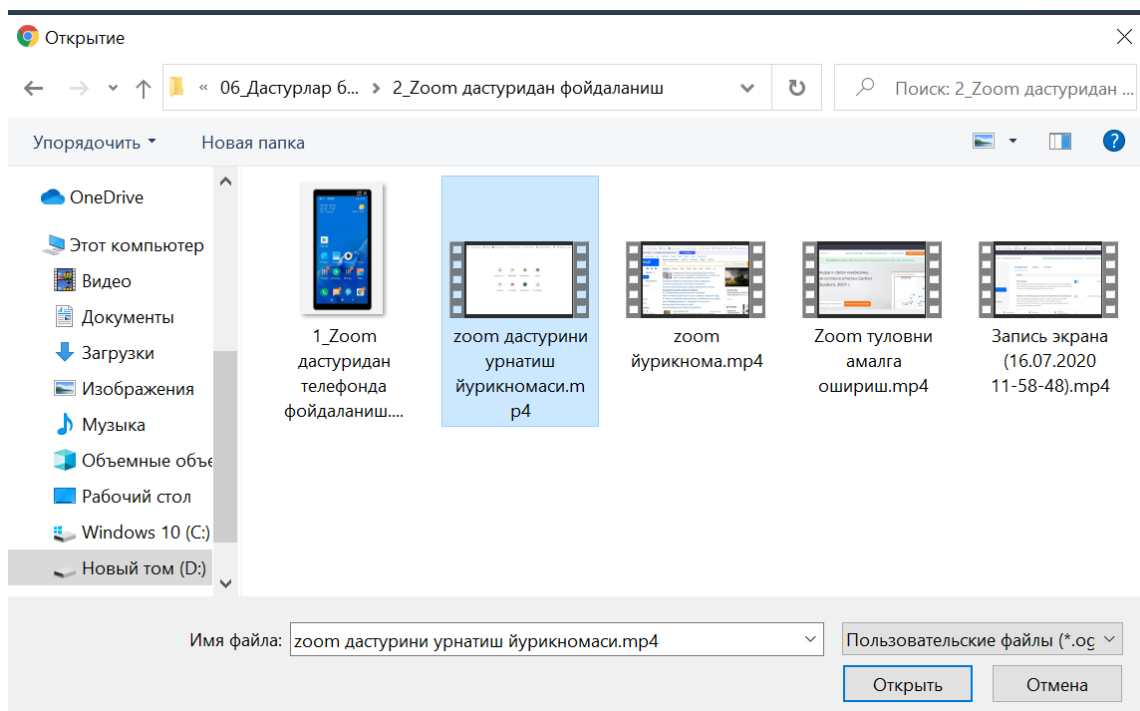 Открытие
« 06_Дастурлар б... > 2_Zoom дастуридан фойдаланиш
Поиск: 2_Zoom дастуридан ...
Упорядочить Новая папка
OneDrive
Этот компьютер
Видео
Документы
Загрузки
Изображения
Музыка
Объемные объе
Рабочий стол
Windows 10 (C:)
Новый том (D:)
1_Zoom
дастуридан
телефонда
фойдаланиш....
zoom дастурини
урнатиш
йурикномаси.m
p4
zoom
йурикнома.mp4
Zoom туловни
амалга
ошириш.mp4
Запись экрана
(16.07.2020
11-58-48).mp4
Имя файла: zoom дастурини урнатиш йурикномаси.mp4
Пользовательские файлы (*.og
Открыть Отмена